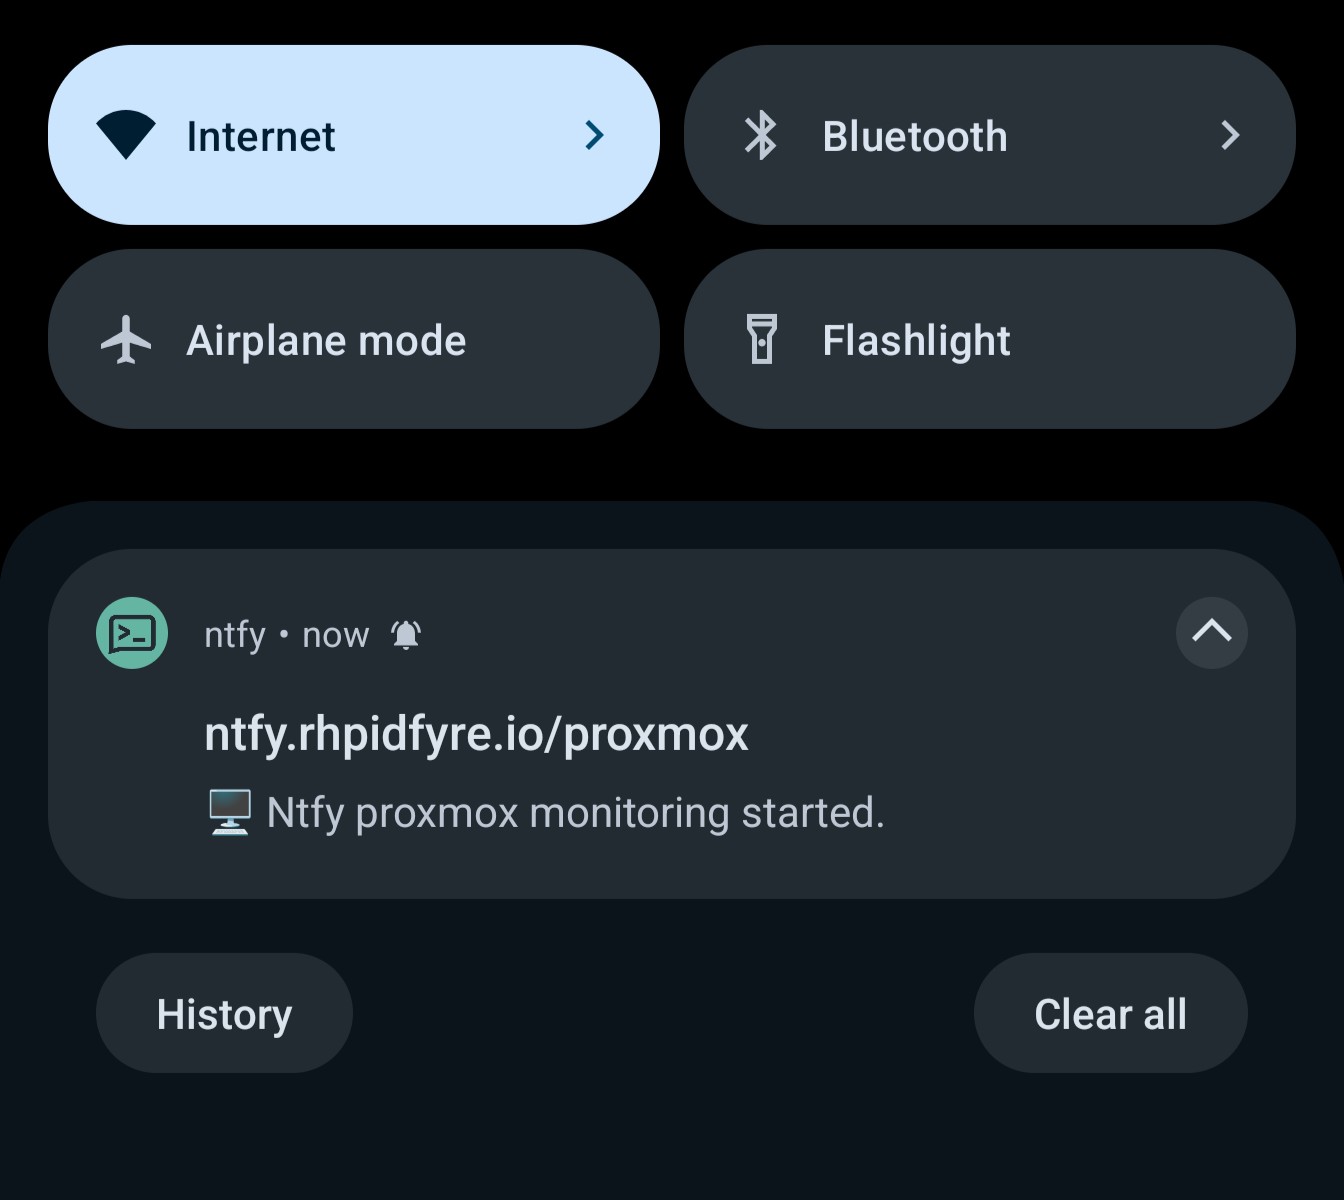 Internet
Bluetooth
Airplane mode
Flashlight
ntfy • now
ntfy.rhpidfyre.io/proxmox
🖥️ Ntfy proxmox monitoring started.
History
Clear all